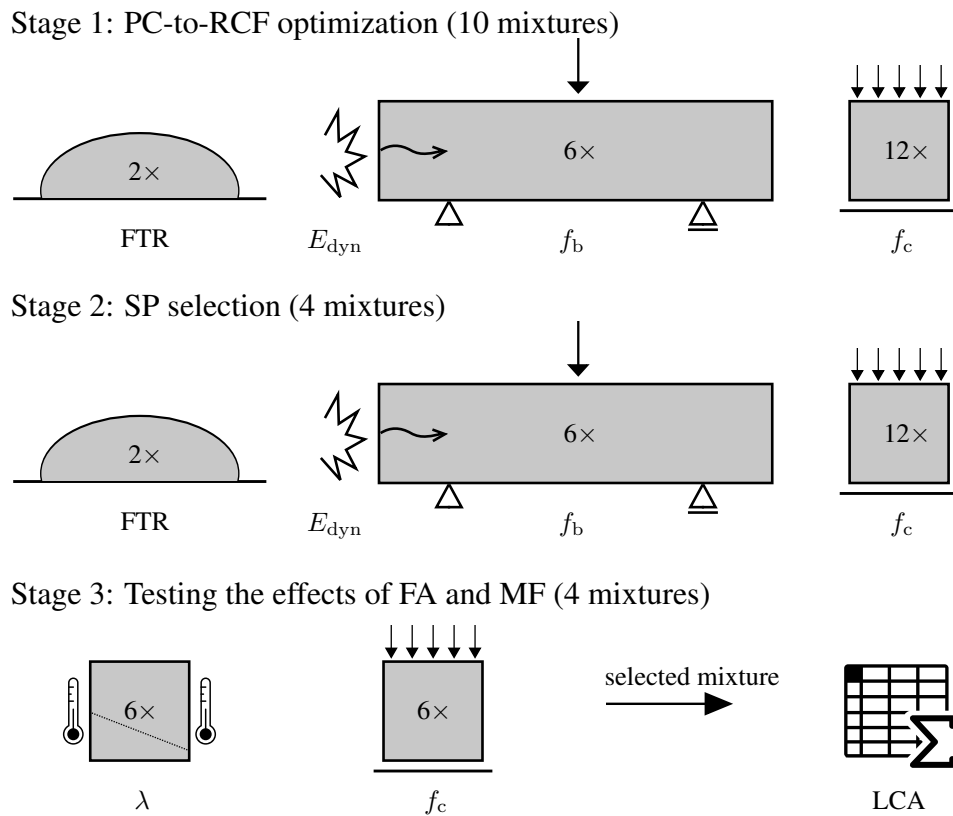 Stage 1: PC-to-RCF optimization (10 mixtures)
2× 6× 12×
FTR E_dyn f_b f_c
Stage 2: SP selection (4 mixtures)
2× 6× 12×
FTR E_dyn f_b f_c
Stage 3: Testing the effects of FA and MF (4 mixtures)
6× 6× selected mixture Σ
λ f_c LCA